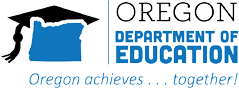 OREGON
DEPARTMENT OF
EDUCATION
Oregon achieves . . . together!